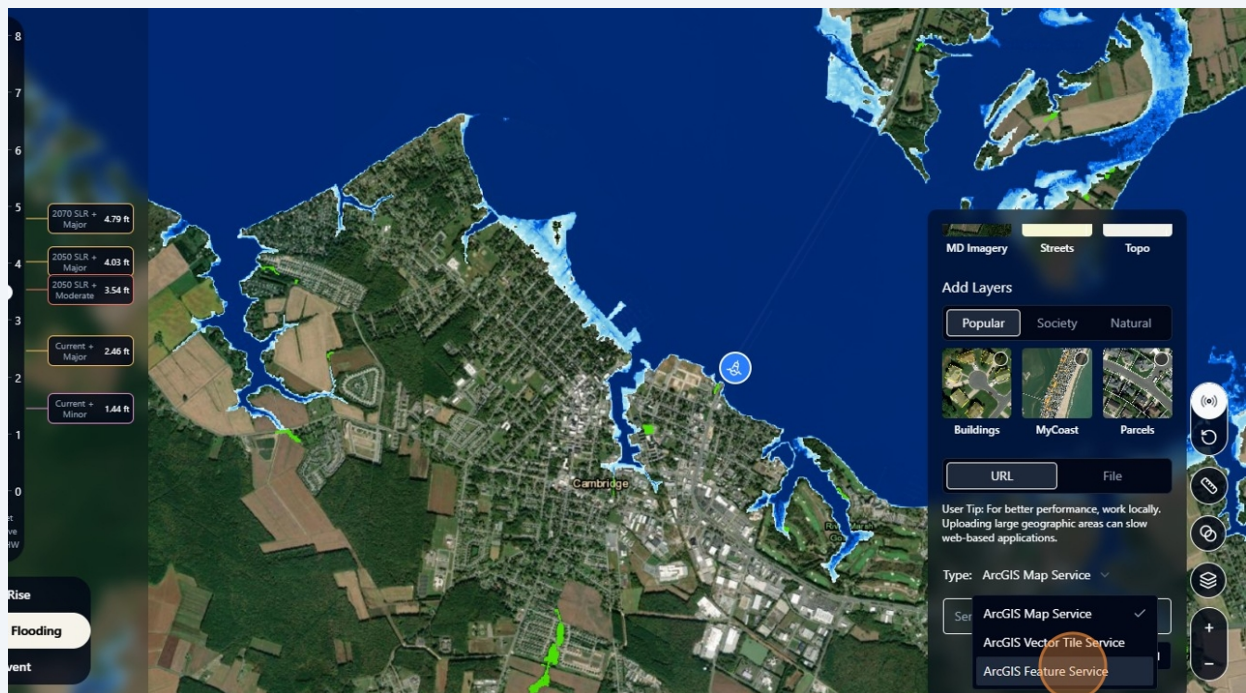 8
7
6
5
4
3
2
1
0
2070 SLR +
Major
4.79 ft
2050 SLR +
Major
4.03 ft
2050 SLR +
Moderate
3.54 ft
Current +
Major
2.46 ft
Current +
Minor
1.44 ft
Rise
Flooding
Cambridge
MD Imagery
Streets
Topo
Add Layers
Popular
Society
Natural
Buildings
MyCoast
Parcels
URL
File
User Tip: For better performance, work locally.
Uploading large geographic areas can slow
web-based applications.
Type: ArcGIS Map Service
ArcGIS Map Service
ArcGIS Vector Tile Service
ArcGIS Feature Service